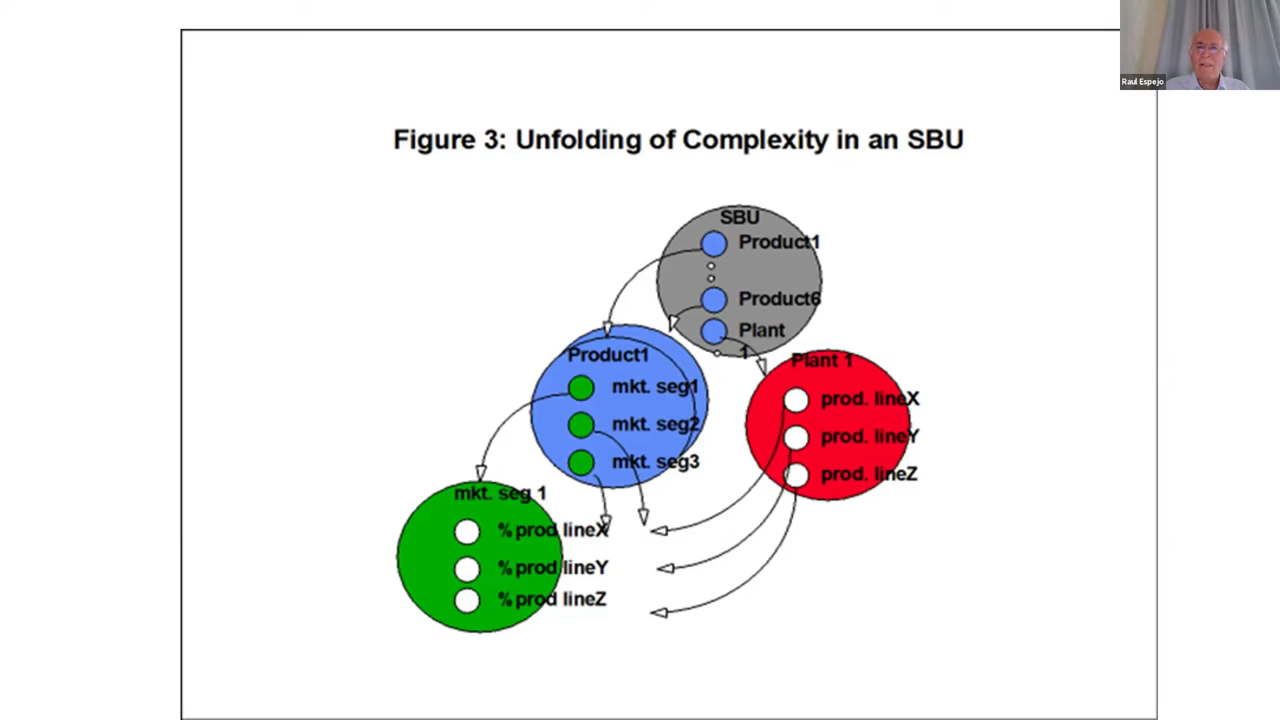 Raul Espejo
Figure 3: Unfolding of Complexity in an SBU
SBU
Product1
Product6
Plant
1
Product1
mkt. seg1
mkt. seg2
mkt. seg3
Plant 1
prod. lineX
prod. lineY
prod. lineZ
mkt. seg 1
% prod lineX
% prod lineY
% prod lineZ